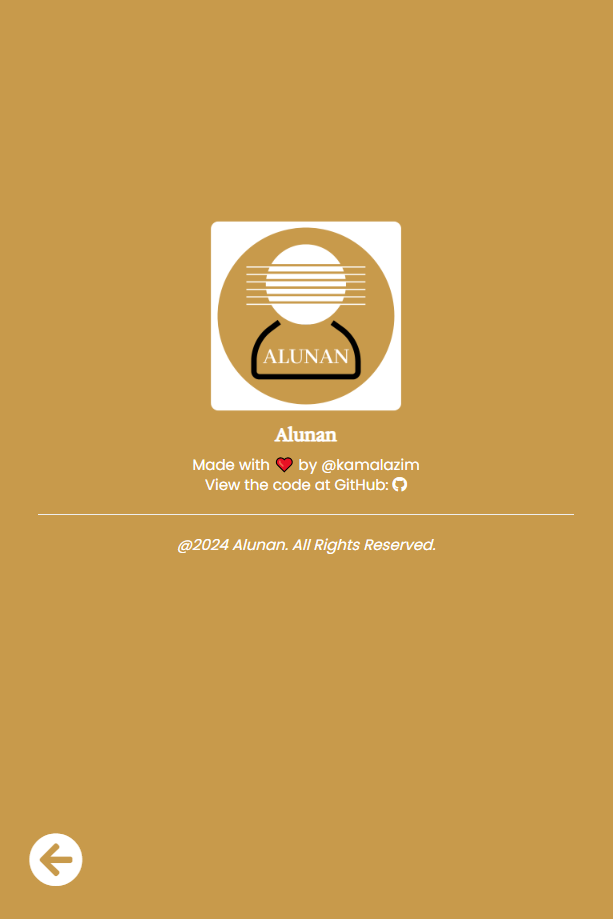 ALUNAN
Alunan
Made with ❤️ by @kamalazim
View the code at GitHub:
@2024 Alunan. All Rights Reserved.